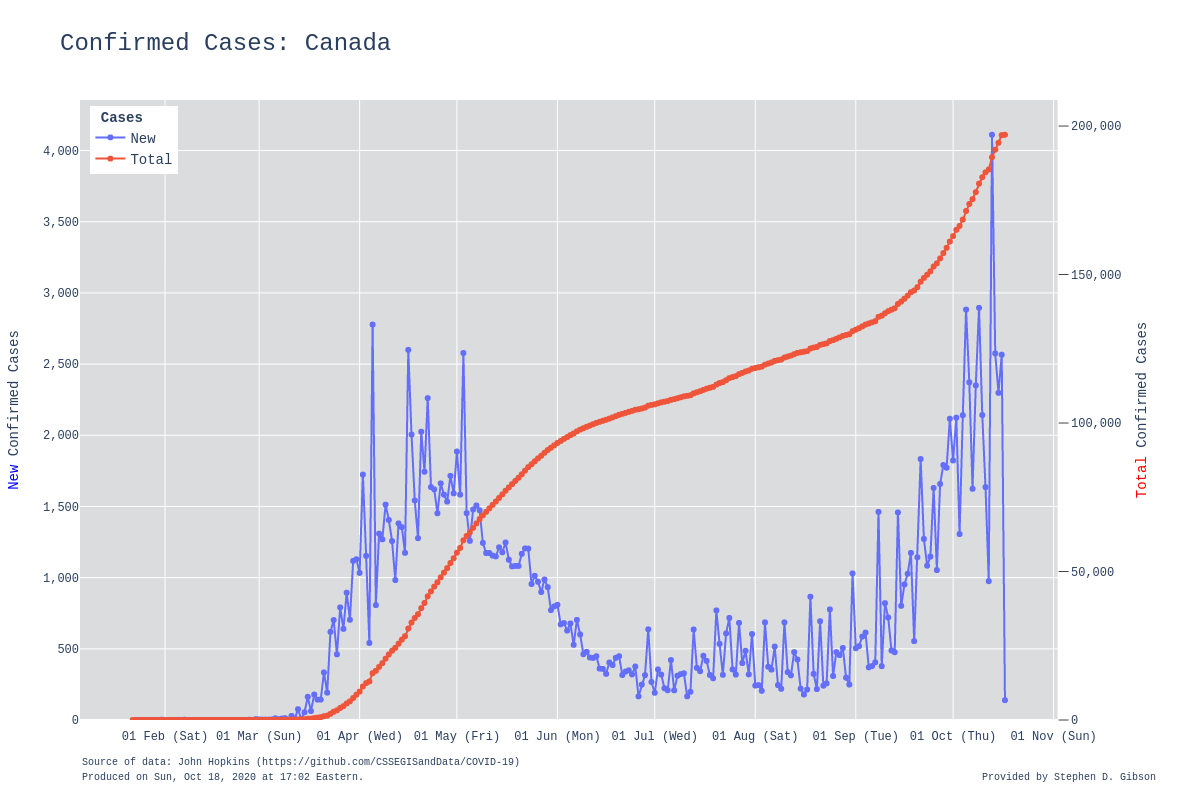 Confirmed Cases: Canada
Cases
New
Total
4,000
3,500
3,000
2,500
2,000
1,500
1,000
500
0
200,000
150,000
100,000
50,000
0
New Confirmed Cases
Total Confirmed Cases
01 Feb (Sat) 01 Mar (Sun) 01 Apr (Wed) 01 May (Fri) 01 Jun (Mon) 01 Jul (Wed) 01 Aug (Sat) 01 Sep (Tue) 01 Oct (Thu) 01 Nov (Sun)
Source of data: John Hopkins (https://github.com/CSSEGISandData/COVID-19)
Produced on Sun, Oct 18, 2020 at 17:02 Eastern.
Provided by Stephen D. Gibson